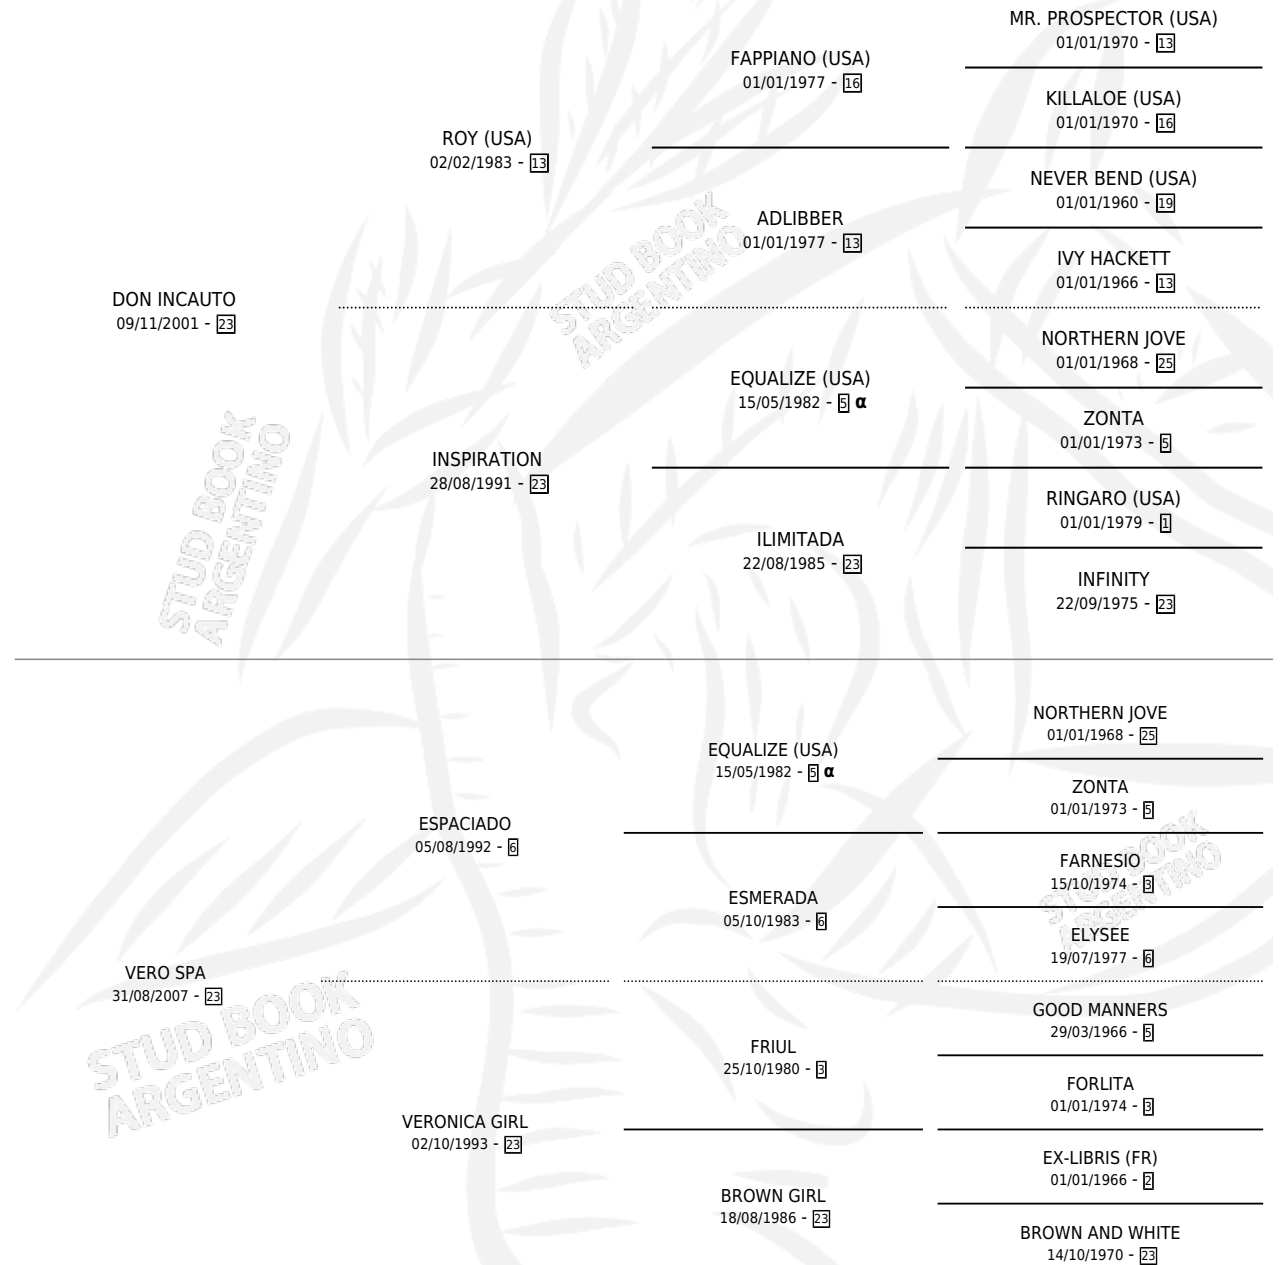 MR. PROSPECTOR (USA)
01/01/1970 - 13
FAPPIANO (USA)
01/01/1977 - 16
KILLALOE (USA)
01/01/1970 - 16
ROY (USA)
02/02/1983 - 13
NEVER BEND (USA)
01/01/1960 - 19
ADLIBBER
01/01/1977 - 13
IVY HACKETT
01/01/1966 - 13
DON INCAUTO
09/11/2001 - 23
NORTHERN JOVE
01/01/1968 - 25
EQUALIZE (USA)
15/05/1982 - 5 α
ZONTA
01/01/1973 - 5
INSPIRATION
28/08/1991 - 23
RINGARO (USA)
01/01/1979 - 1
ILIMITADA
22/08/1985 - 23
INFINITY
22/09/1975 - 23
NORTHERN JOVE
01/01/1968 - 25
EQUALIZE (USA)
15/05/1982 - 5 α
ZONTA
01/01/1973 - 5
ESPACIADO
05/08/1992 - 6
FARNESIO
15/10/1974 - 3
ESMERADA
05/10/1983 - 6
ELYSEE
19/07/1977 - 6
VERO SPA
31/08/2007 - 23
GOOD MANNERS
29/03/1966 - 5
FRIUL
25/10/1980 - 3
FORLITA
01/01/1974 - 3
VERONICA GIRL
02/10/1993 - 23
EX-LIBRIS (FR)
01/01/1966 - 2
BROWN GIRL
18/08/1986 - 23
BROWN AND WHITE
14/10/1970 - 23
STUD BOOK
ARGENTINO
STUD BOOK
ARGENTINO
STUD BOOK
ARGENTINO
STUD BOOK
ARGENTINO